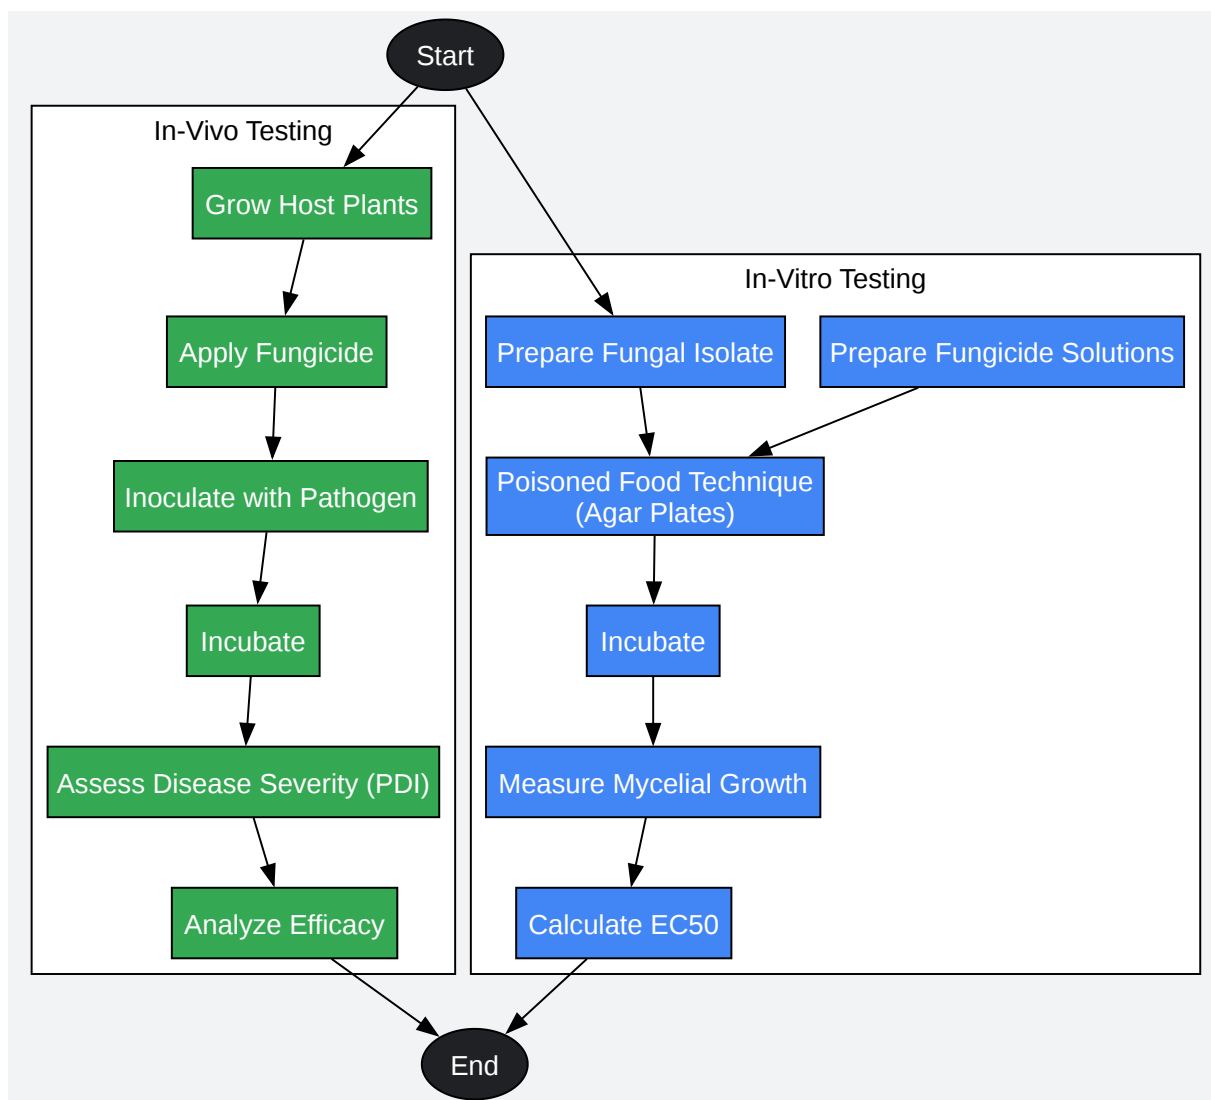 Start
In-Vivo Testing
Grow Host Plants
Apply Fungicide
Inoculate with Pathogen
Incubate
Assess Disease Severity (PDI)
Analyze Efficacy
In-Vitro Testing
Prepare Fungal Isolate
Prepare Fungicide Solutions
Poisoned Food Technique
(Agar Plates)
Incubate
Measure Mycelial Growth
Calculate EC50
End